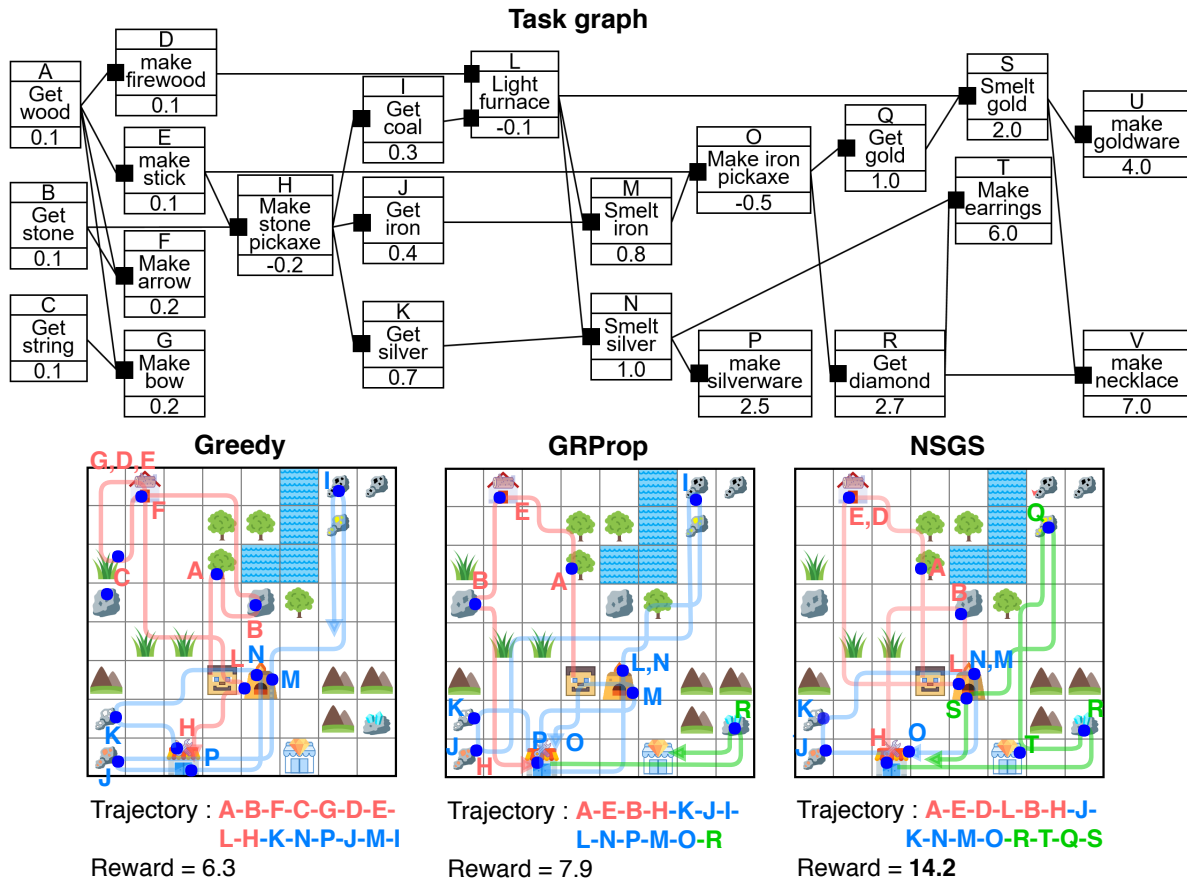 Task graph
A
Get
wood
0.1
B
Get
stone
0.1
C
Get
string
0.1
D
make
firewood
0.1
E
make
stick
0.1
F
Make
arrow
0.2
G
Make
bow
0.2
H
Make
stone
pickaxe
-0.2
I
Get
coal
0.3
J
Get
iron
0.4
K
Get
silver
0.7
L
Light
furnace
-0.1
M
Smelt
iron
0.8
N
Smelt
silver
1.0
O
Make iron
pickaxe
-0.5
P
make
silverware
2.5
Q
Get
gold
1.0
R
Get
diamond
2.7
S
Smelt
gold
2.0
T
Make
earrings
6.0
U
make
goldware
4.0
V
make
necklace
7.0
Greedy
G,D,E
F
I
C
A
B
L
N
M
K
H
P
J
Trajectory : A-B-F-C-G-D-E-
L-H-K-N-P-J-M-I
Reward = 6.3
GRProp
I
E
B
A
L,N
M
K
R
P
O
J
H
Trajectory : A-E-B-H-K-J-I-
L-N-P-M-O-R
Reward = 7.9
NSGS
Q
E,D
A
B
L
N,M
K
S
R
H
O
T
J
Trajectory : A-E-D-L-B-H-J-
K-N-M-O-R-T-Q-S
Reward = 14.2